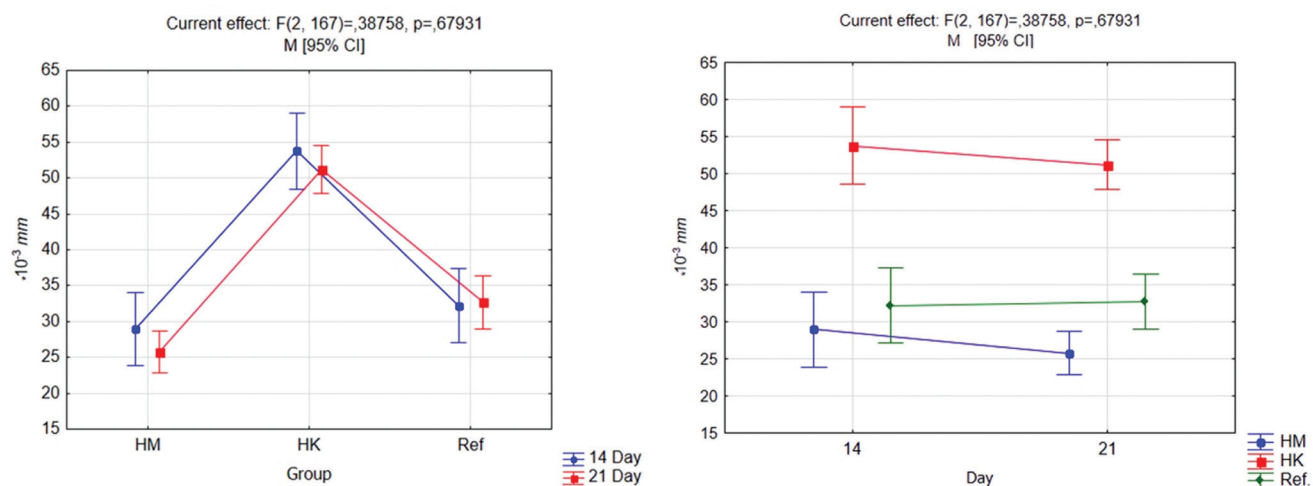 Current effect: F(2, 167)=,38758, p=,67931
M [95% CI]
65
60
55
50
45
40
35
30
25
20
15
.10⁻³ mm
HM
HK
Ref
Group
14 Day
21 Day
Current effect: F(2, 167)=,38758, p=,67931
M [95% CI]
65
60
55
50
45
40
35
30
25
20
15
.10⁻³ mm
14
21
Day
HM
HK
Ref.